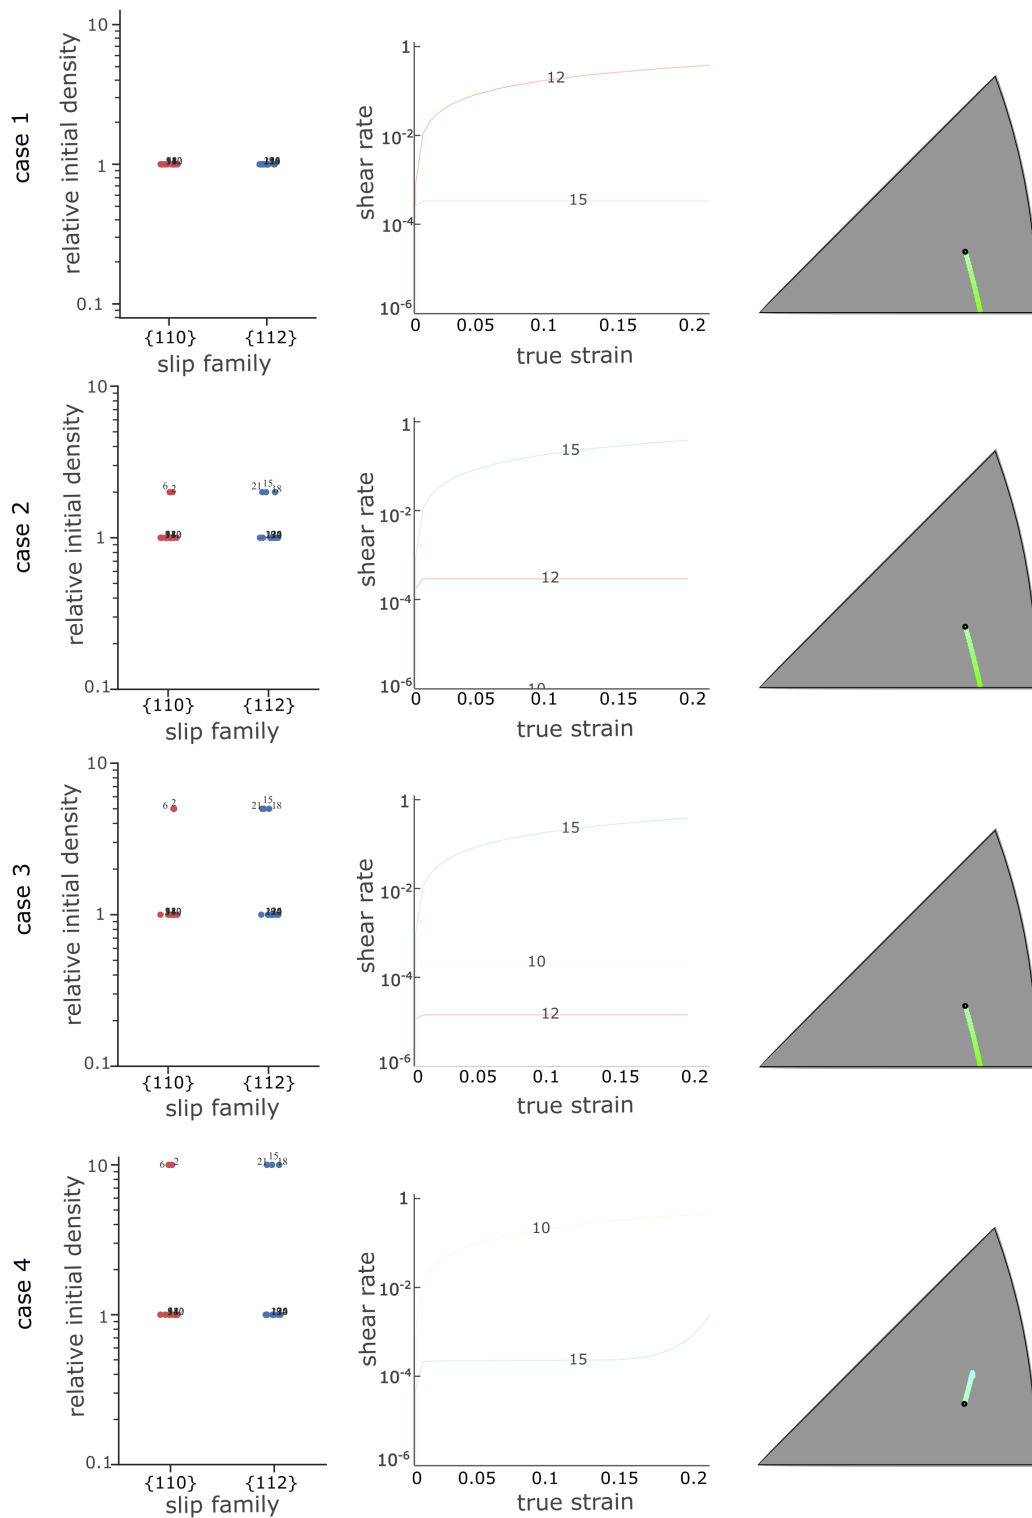 case 1
relative initial density
10
1
0.1
{110} {112}
slip family
shear rate
1
10-2
10-4
10-6
12
15
0 0.05 0.1 0.15 0.2
true strain
case 2
relative initial density
10
1
0.1
6 2
21 15 18
{110} {112}
slip family
shear rate
1
10-2
10-4
10-6
15
12
10
0 0.05 0.1 0.15 0.2
true strain
case 3
relative initial density
10
1
0.1
6 2
21 15 18
{110} {112}
slip family
shear rate
1
10-2
10-4
10-6
15
10
12
0 0.05 0.1 0.15 0.2
true strain
case 4
relative initial density
10
1
0.1
6 2
21 15 18
{110} {112}
slip family
shear rate
1
10-2
10-4
10-6
10
15
0 0.05 0.1 0.15 0.2
true strain